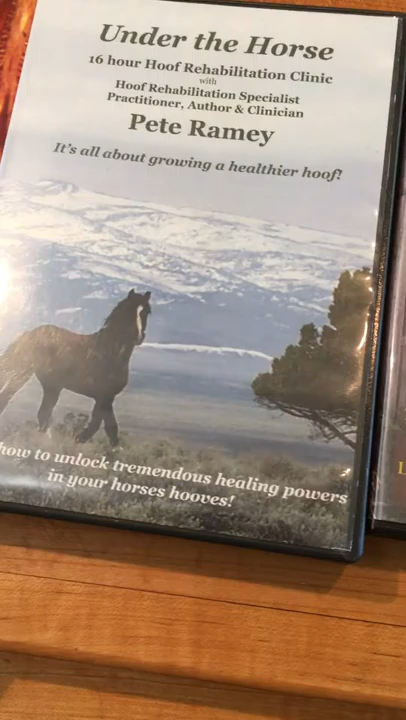 Under the Horse
16 hour Hoof Rehabilitation Clinic
with
Hoof Rehabilitation Specialist
Practitioner, Author & Clinician
Pete Ramey
It's all about growing a healthier hoof!
how to unlock tremendous healing powers
in your horses hooves!
L